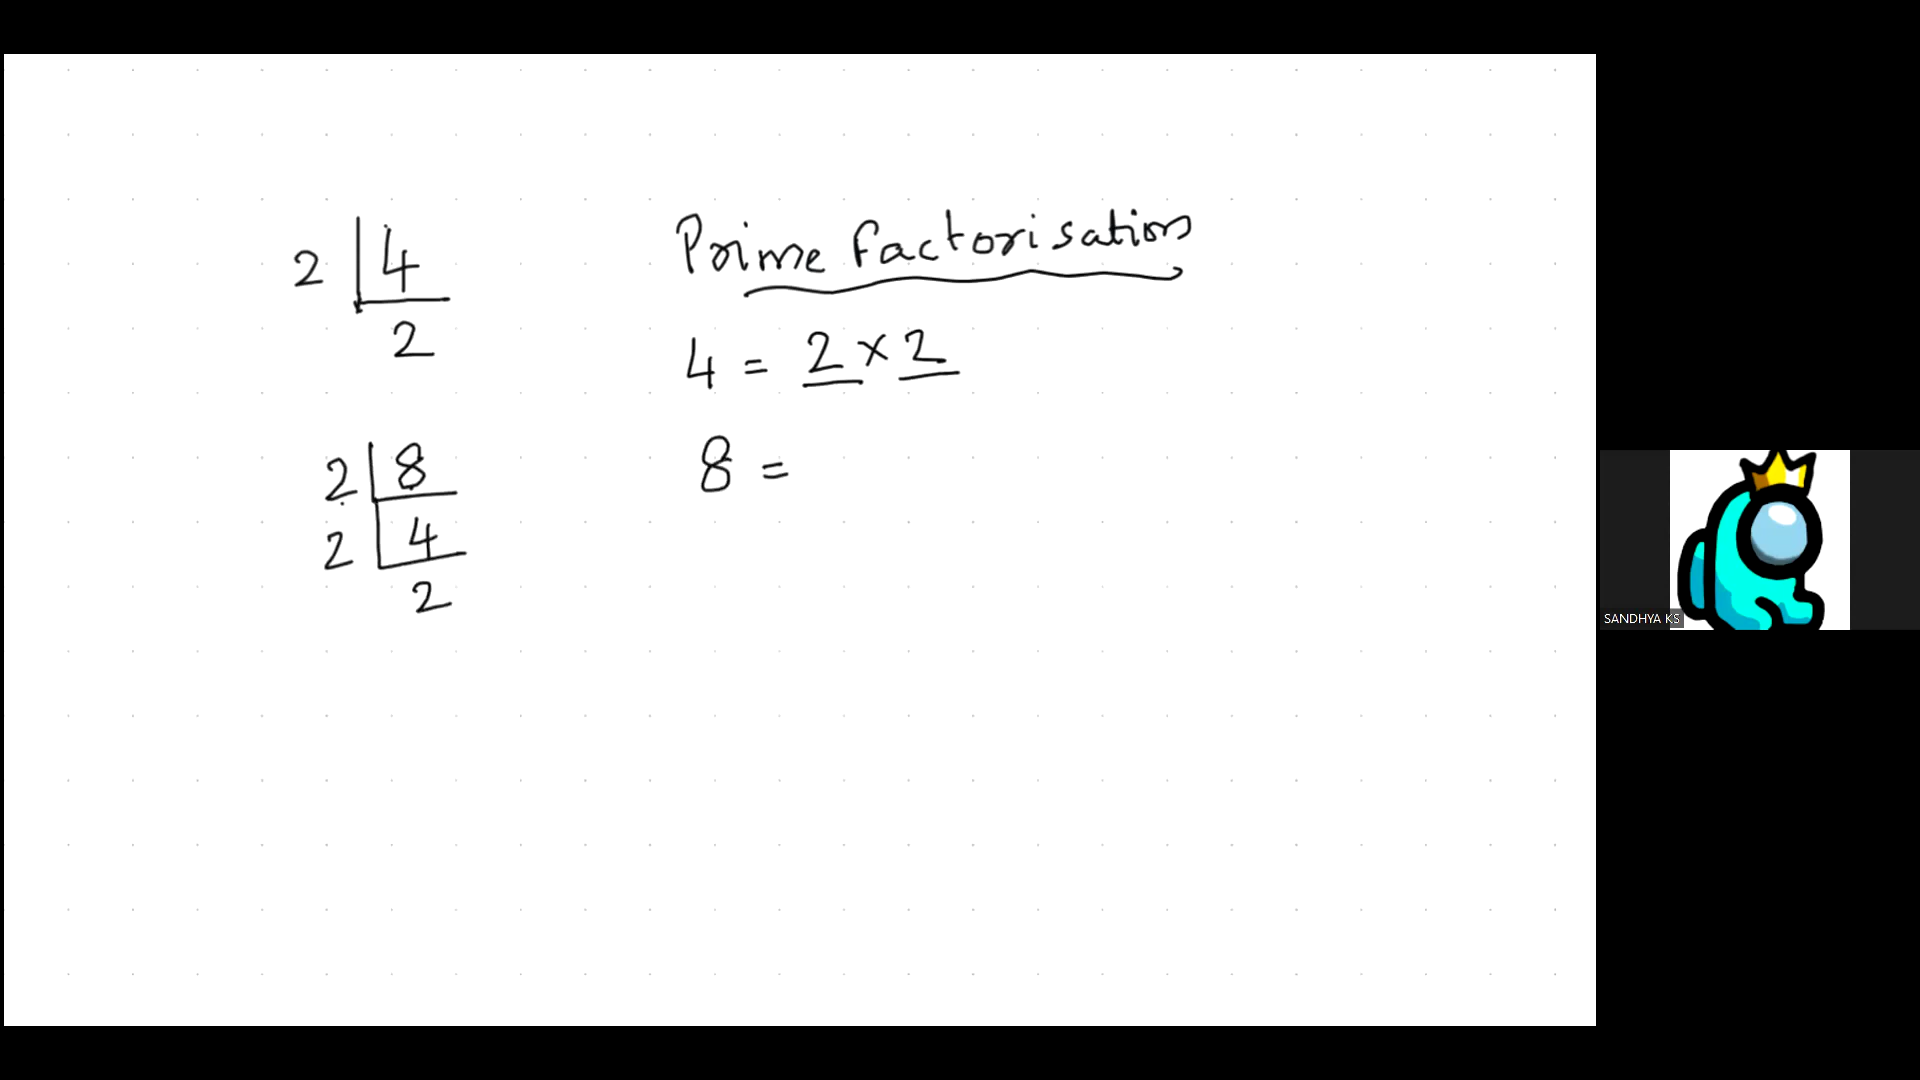 2 | 4
2
2 | 8
2 | 4
2
Prime factorisation
4 = 2 × 2
8 =
SANDHYA KS